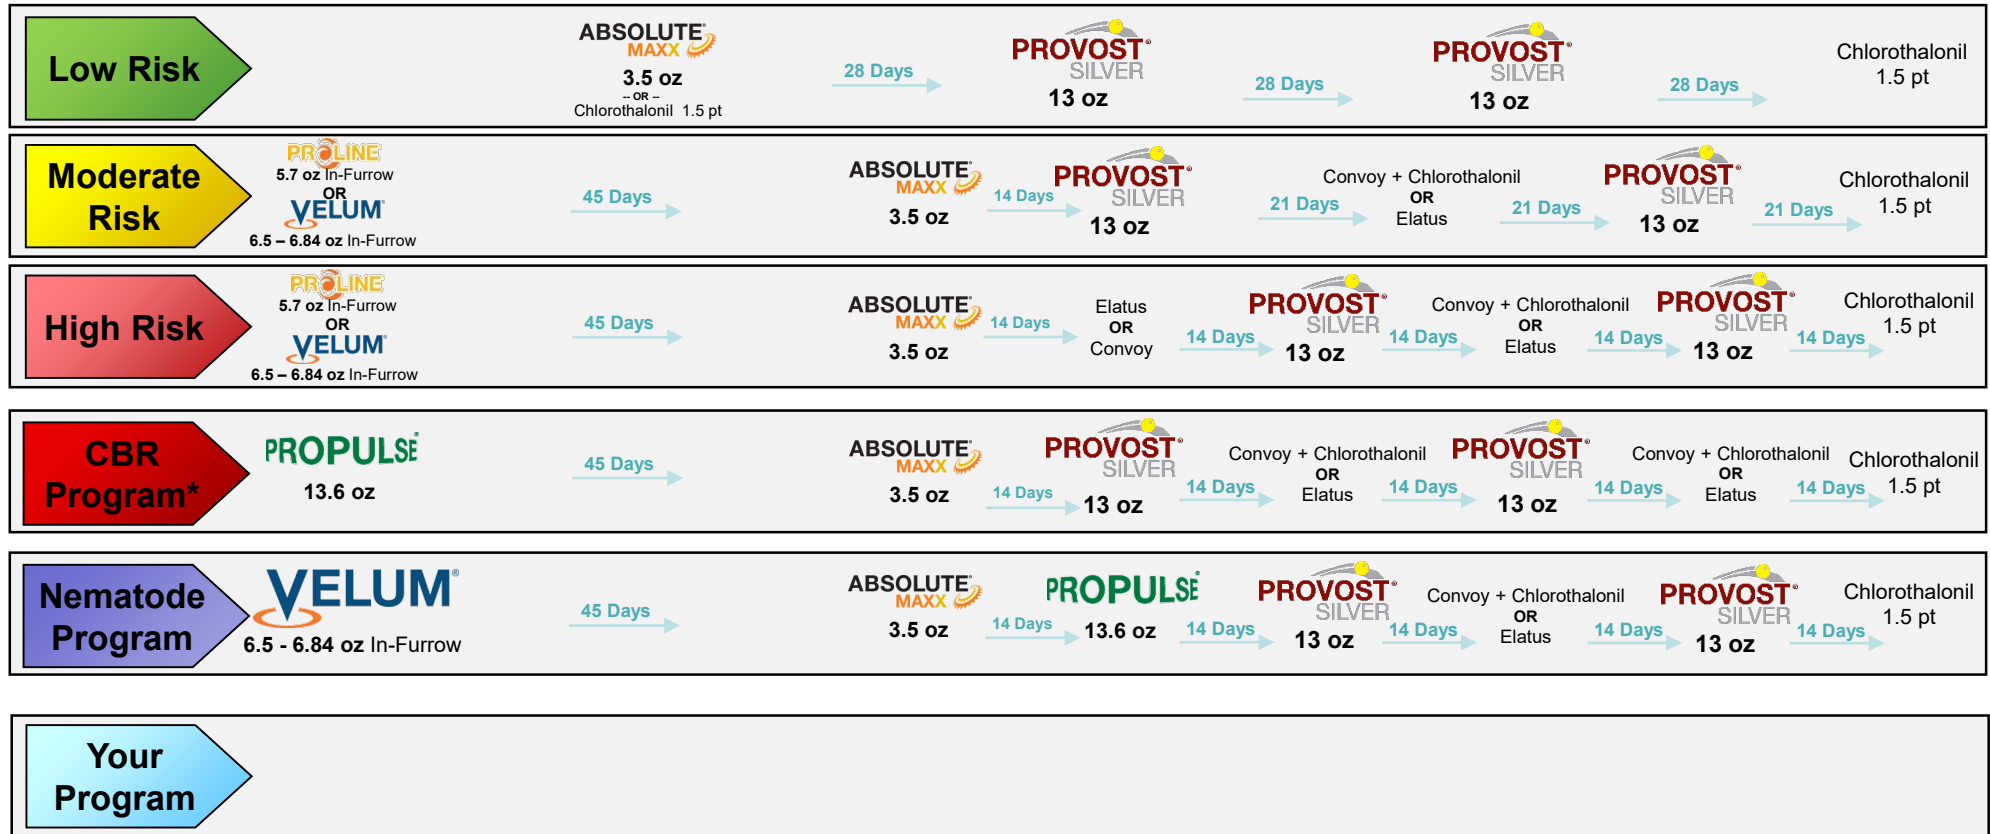 Low Risk
ABSOLUTE®
MAXX
3.5 oz
-- OR --
Chlorothalonil 1.5 pt
28 Days
PROVOST®
SILVER
13 oz
28 Days
PROVOST®
SILVER
13 oz
28 Days
Chlorothalonil
1.5 pt
Moderate
Risk
PROLINE
5.7 oz In-Furrow
OR
VELUM®
6.5 – 6.84 oz In-Furrow
45 Days
ABSOLUTE®
MAXX
3.5 oz
14 Days
PROVOST®
SILVER
13 oz
21 Days
Convoy + Chlorothalonil
OR
Elatus
21 Days
PROVOST®
SILVER
13 oz
21 Days
Chlorothalonil
1.5 pt
High Risk
PROLINE
5.7 oz In-Furrow
OR
VELUM®
6.5 – 6.84 oz In-Furrow
45 Days
ABSOLUTE®
MAXX
3.5 oz
14 Days
Elatus
OR
Convoy
14 Days
PROVOST®
SILVER
13 oz
14 Days
Convoy + Chlorothalonil
OR
Elatus
14 Days
PROVOST®
SILVER
13 oz
14 Days
Chlorothalonil
1.5 pt
CBR
Program*
PROPULSE®
13.6 oz
45 Days
ABSOLUTE®
MAXX
3.5 oz
14 Days
PROVOST®
SILVER
13 oz
14 Days
Convoy + Chlorothalonil
OR
Elatus
14 Days
PROVOST®
SILVER
13 oz
14 Days
Convoy + Chlorothalonil
OR
Elatus
14 Days
Chlorothalonil
1.5 pt
Nematode
Program
VELUM®
6.5 - 6.84 oz In-Furrow
45 Days
ABSOLUTE®
MAXX
3.5 oz
14 Days
PROPULSE®
13.6 oz
14 Days
PROVOST®
SILVER
13 oz
14 Days
Convoy + Chlorothalonil
OR
Elatus
14 Days
PROVOST®
SILVER
13 oz
14 Days
Chlorothalonil
1.5 pt
Your
Program